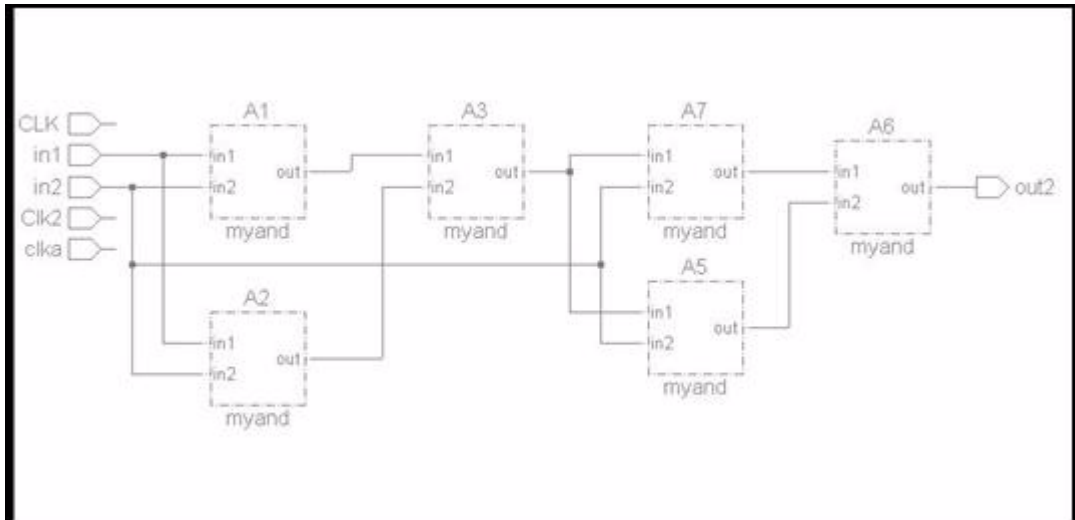 CLK
in1
in2
Clk2
clka
A1
in1
in2
out
myand
A2
in1
in2
out
myand
A3
in1
in2
out
myand
A7
in1
in2
out
myand
A5
in1
in2
out
myand
A6
in1
in2
out
myand
out2